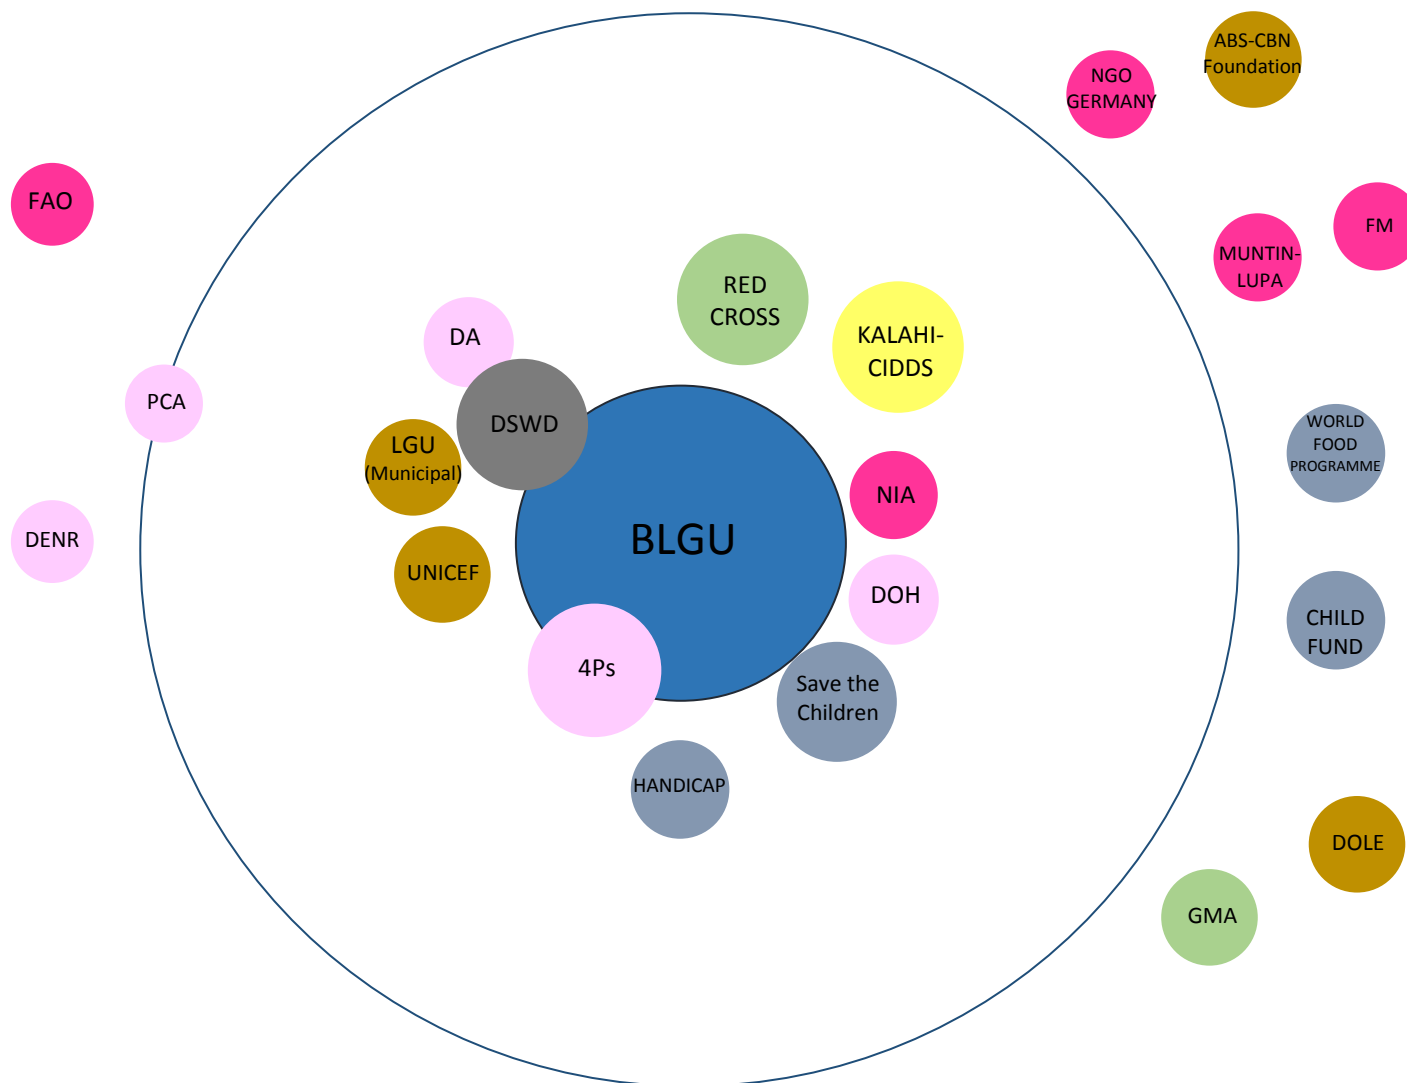 ABS-CBN
Foundation
NGO
GERMANY
FAO
FM
MUNTIN-
LUPA
RED
CROSS
KALAHI-
CIDDS
DA
PCA
DSWD
LGU
(Municipal)
WORLD
FOOD
PROGRAMME
NIA
BLGU
DENR
UNICEF
DOH
CHILD
FUND
4Ps
Save the
Children
HANDICAP
DOLE
GMA